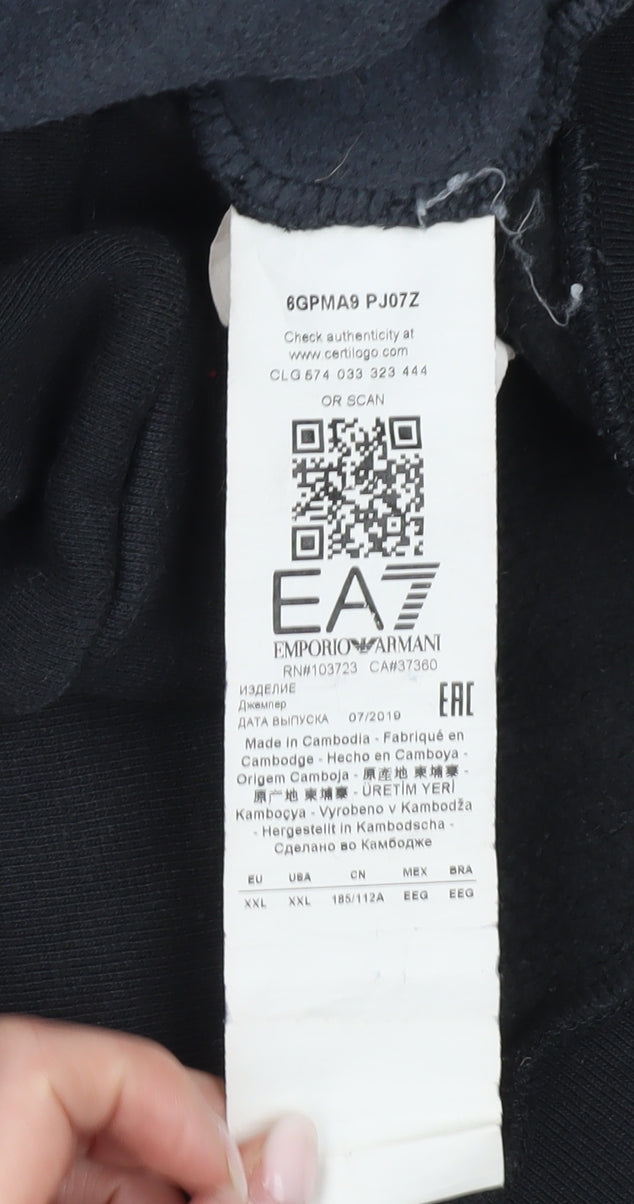 6GPMA9 PJ07Z
Check authenticity at
www.certilogo.com
CLG 574 033 323 444
OR SCAN
EA7
EMPORIO ARMANI
RN#103723 CA#37360
ИЗДЕЛИЕ
Джемпер
ДАТА ВЫПУСКА 07/2019
EAC
Made in Cambodia - Fabriqué en
Cambodge - Hecho en Camboya -
Origem Camboja - 原產地 柬埔寨 -
原产地 柬埔寨 - ÜRETİM YERİ
Kamboçya - Vyrobeno v Kambodža
- Hergestellt in Kambodscha -
Сделано во Камбодже
EU USA CN MEX BRA
XXL XXL 185/112A EEG EEG